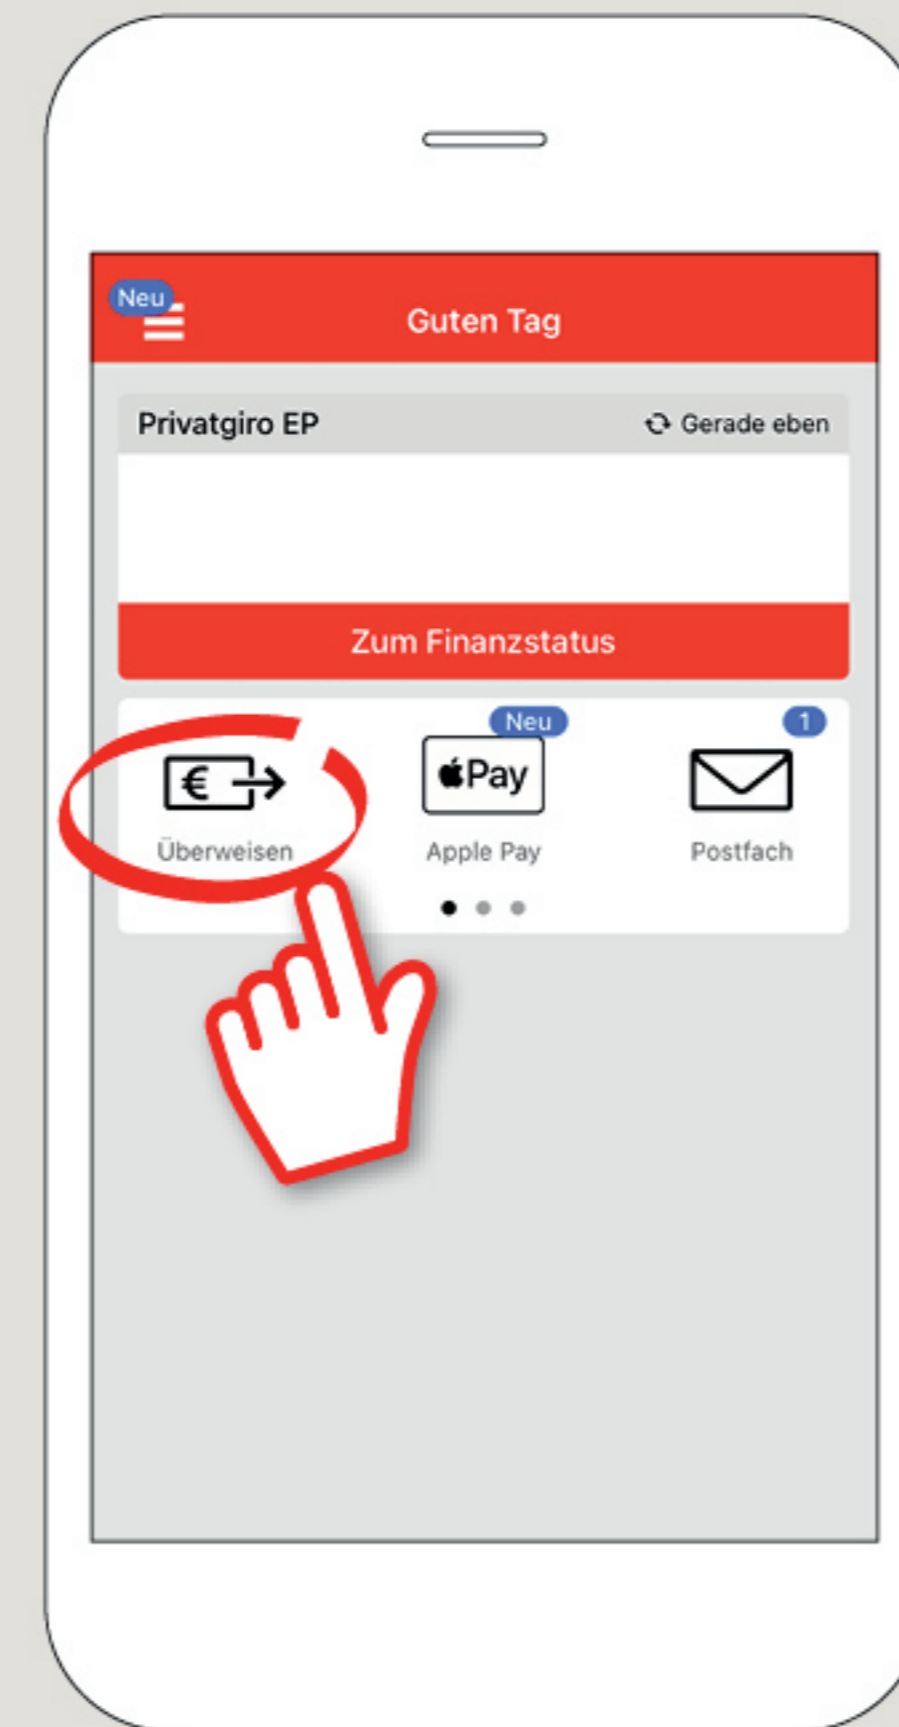 Neu
Guten Tag
Privatgiro EP
Gerade eben
Zum Finanzstatus
Neu
1
€
Pay
Überweisen
Apple Pay
Postfach